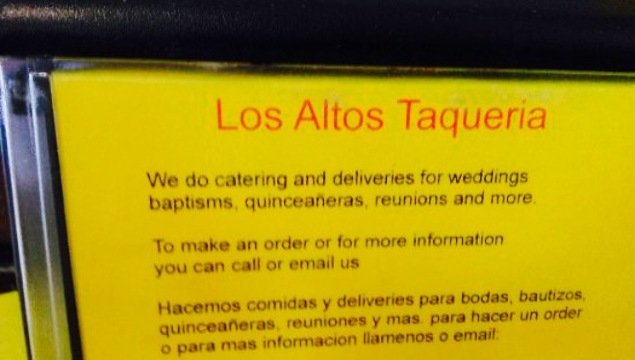 Los Altos Taqueria
We do catering and deliveries for weddings
baptisms, quinceañeras, reunions and more.
To make an order or for more information
you can call or email us
Hacemos comidas y deliveries para bodas, bautizos,
quinceañeras, reuniones y mas. para hacer un order
o para mas informacion llamenos o email: